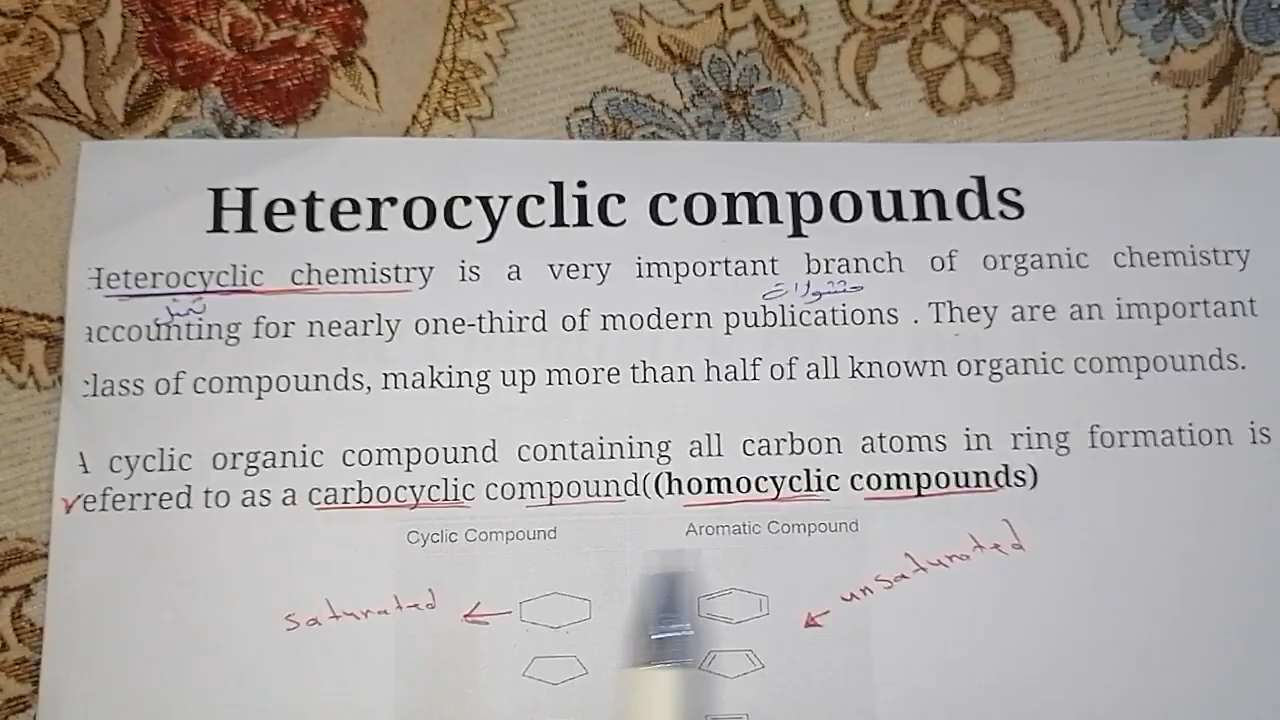 Heterocyclic compounds
Heterocyclic chemistry is a very important branch of organic chemistry
تمثل منشورات
accounting for nearly one-third of modern publications . They are an important
class of compounds, making up more than half of all known organic compounds.
A cyclic organic compound containing all carbon atoms in ring formation is
referred to as a carbocyclic compound((homocyclic compounds)
Cyclic Compound Aromatic Compound
saturated unsaturated